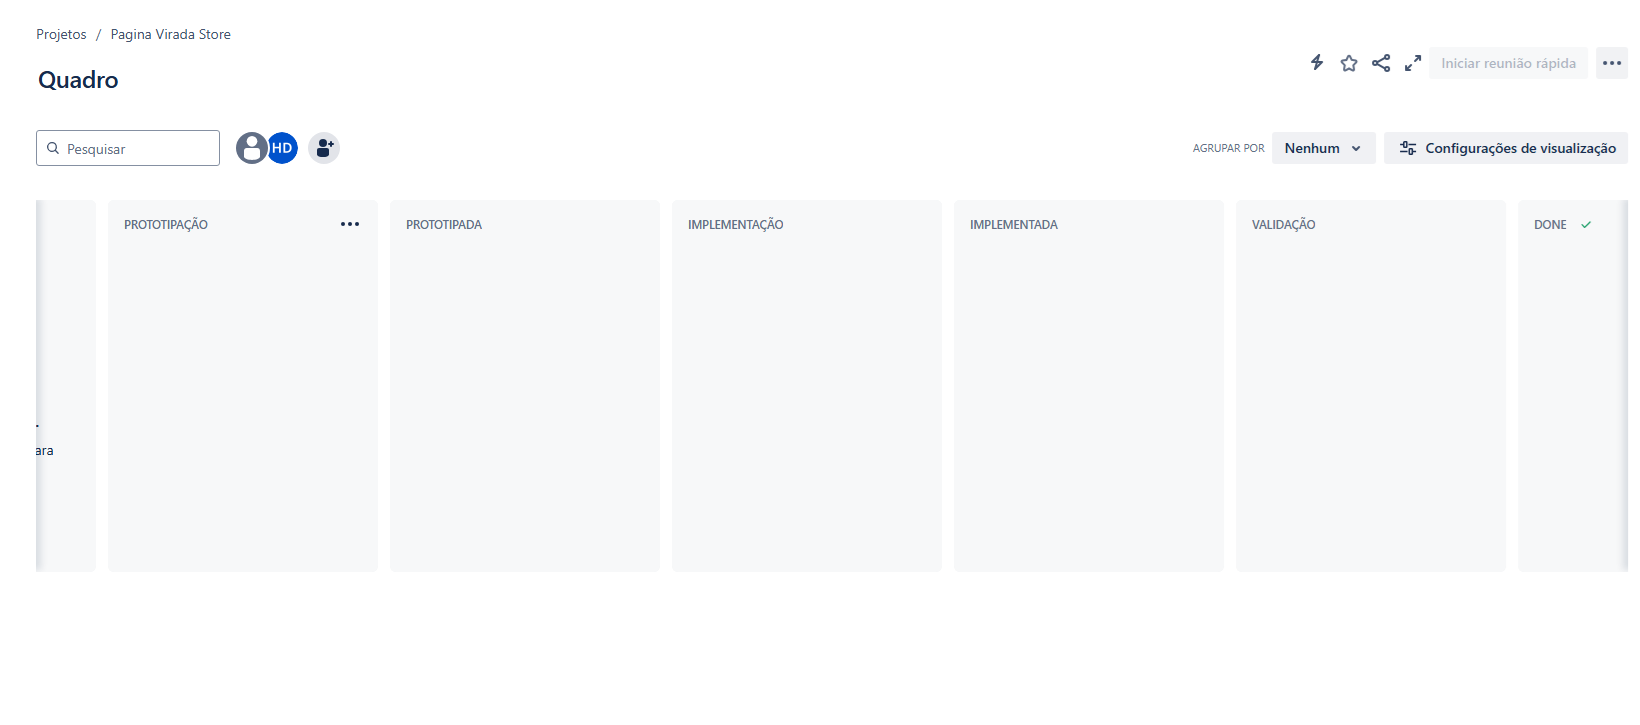 Projetos / Pagina Virada Store
Quadro
Iniciar reunião rápida
Pesquisar
HD
AGRUPAR POR
Nenhum
Configurações de visualização
PROTOTIPAÇÃO
PROTOTIPADA
IMPLEMENTAÇÃO
IMPLEMENTADA
VALIDAÇÃO
DONE
ara